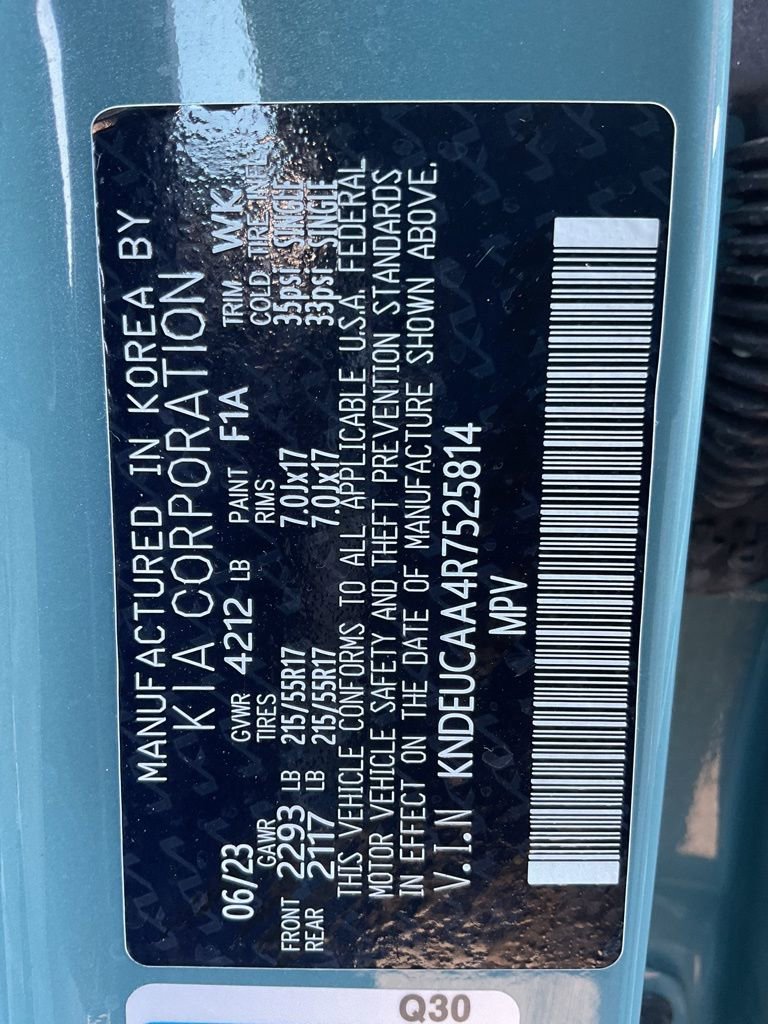 MANUFACTURED IN KOREA BY
KIA CORPORATION
06/23 GVWR 4212 LB PAINT F1A TRIM WK
GAWR TIRES RIMS COLD TIRE INFL
FRONT 2293 LB 215/55R17 7.0Jx17 35psi SINGLE
REAR 2117 LB 215/55R17 7.0Jx17 33psi SINGLE
THIS VEHICLE CONFORMS TO ALL APPLICABLE U.S.A. FEDERAL
MOTOR VEHICLE SAFETY AND THEFT PREVENTION STANDARDS
IN EFFECT ON THE DATE OF MANUFACTURE SHOWN ABOVE.
V.I.N KNDEUCAA4R7525814
MPV
Q30